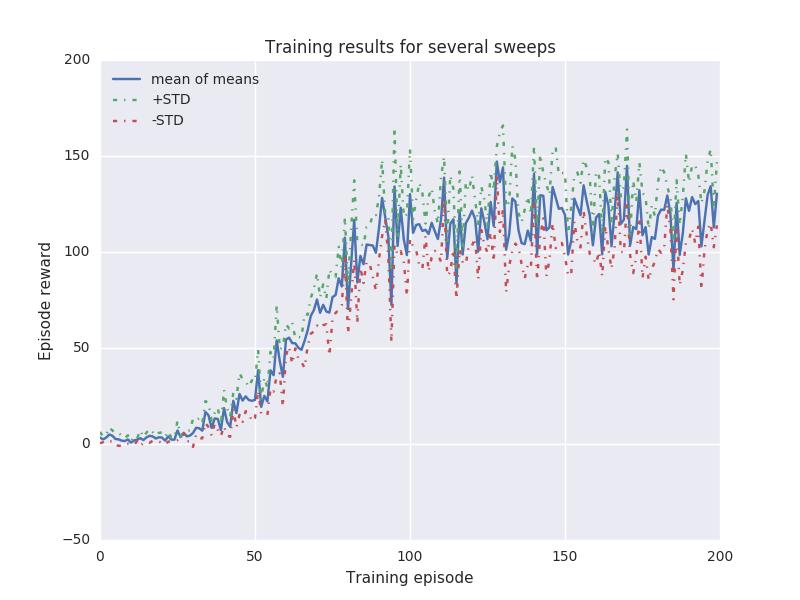 Training results for several sweeps
200
mean of means
+STD
-STD
150
100
50
0
−50
Episode reward
0 50 100 150 200
Training episode